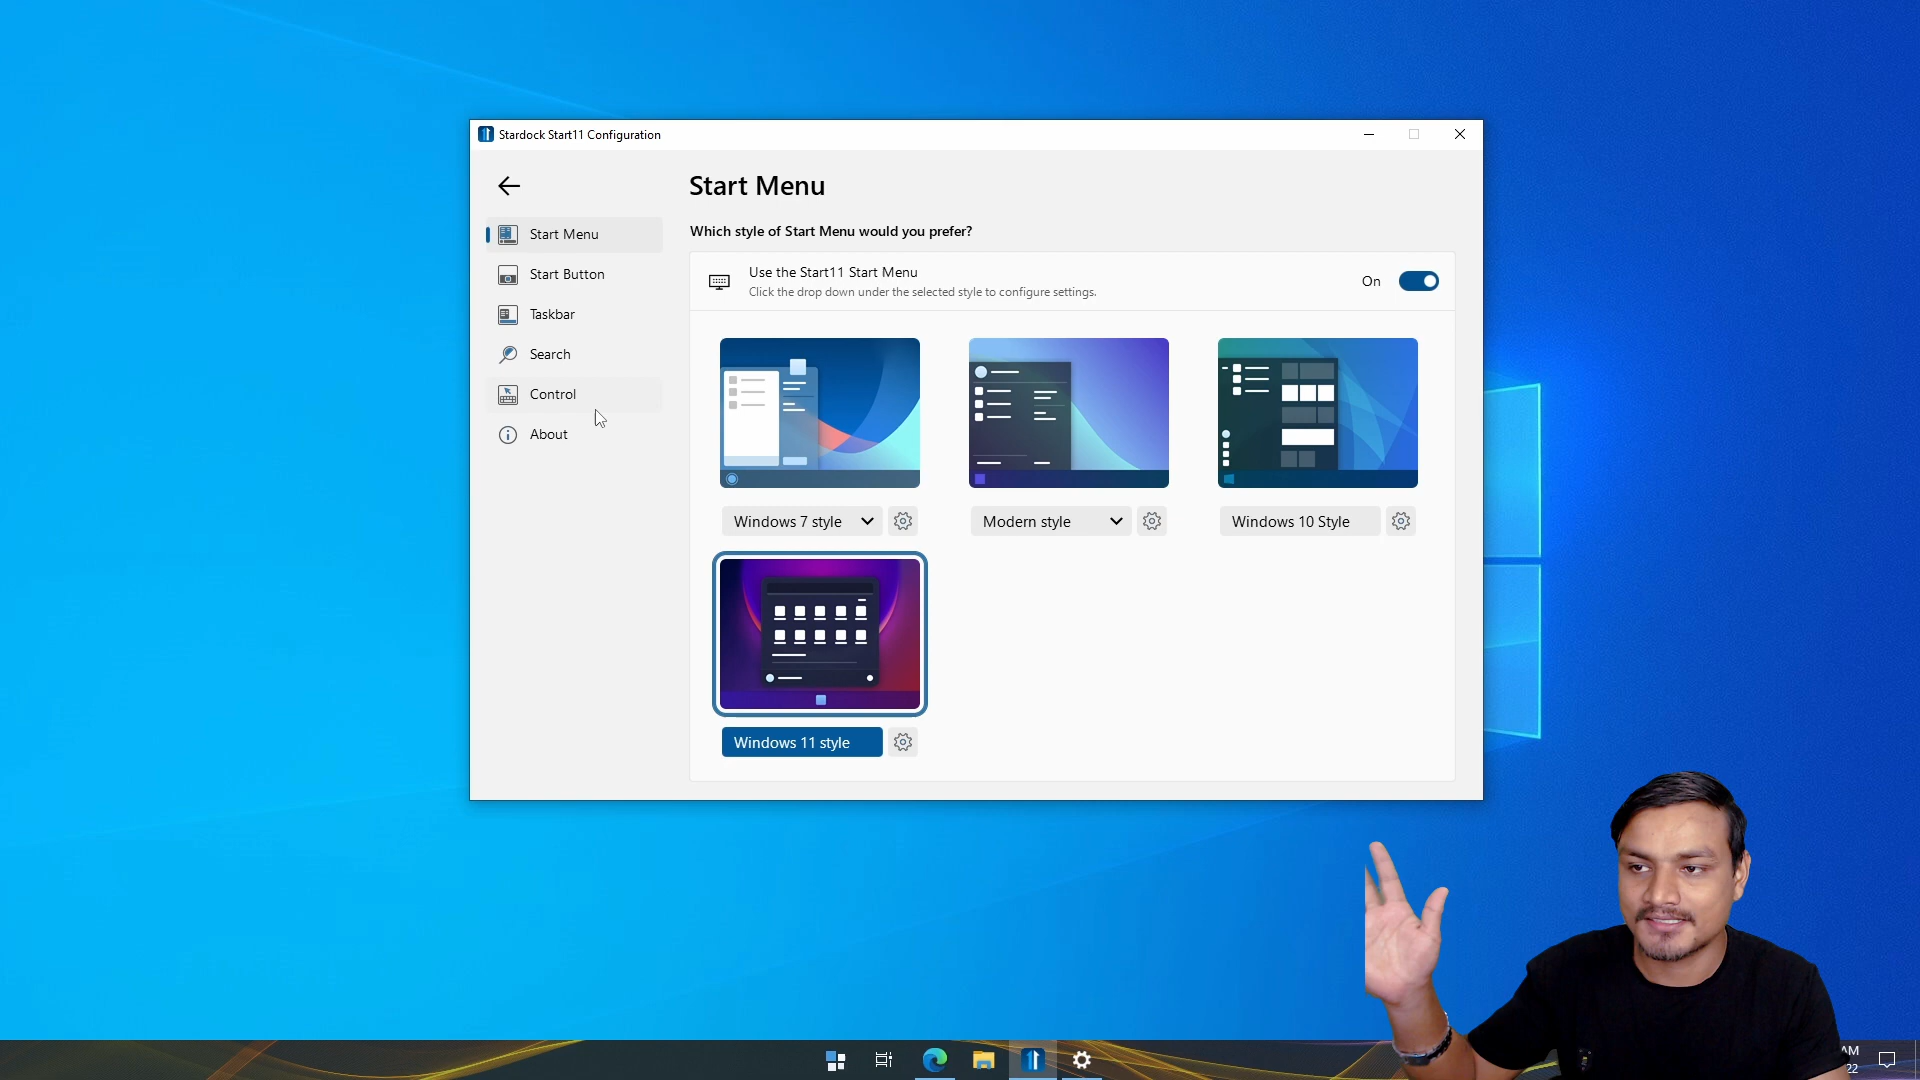 Stardock Start11 Configuration
Start Menu
Start Button
Taskbar
Search
Control
About
Start Menu
Which style of Start Menu would you prefer?
Use the Start11 Start Menu
Click the drop down under the selected style to configure settings.
On
Windows 7 style
Modern style
Windows 10 Style
Windows 11 style
AM
22